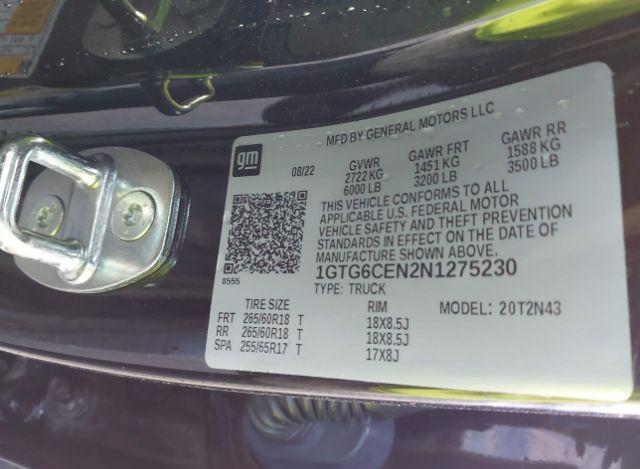 MFD BY GENERAL MOTORS LLC
gm
08/22
GVWR GAWR FRT GAWR RR
2722 KG 1451 KG 1588 KG
6000 LB 3200 LB 3500 LB
THIS VEHICLE CONFORMS TO ALL
APPLICABLE U.S. FEDERAL MOTOR
VEHICLE SAFETY AND THEFT PREVENTION
STANDARDS IN EFFECT ON THE DATE OF
MANUFACTURE SHOWN ABOVE.
8555
1GTG6CEN2N1275230
TYPE: TRUCK
MODEL: 20T2N43
TIRE SIZE RIM
FRT 265/60R18 T 18X8.5J
RR 265/60R18 T 18X8.5J
SPA 255/65R17 T 17X8J